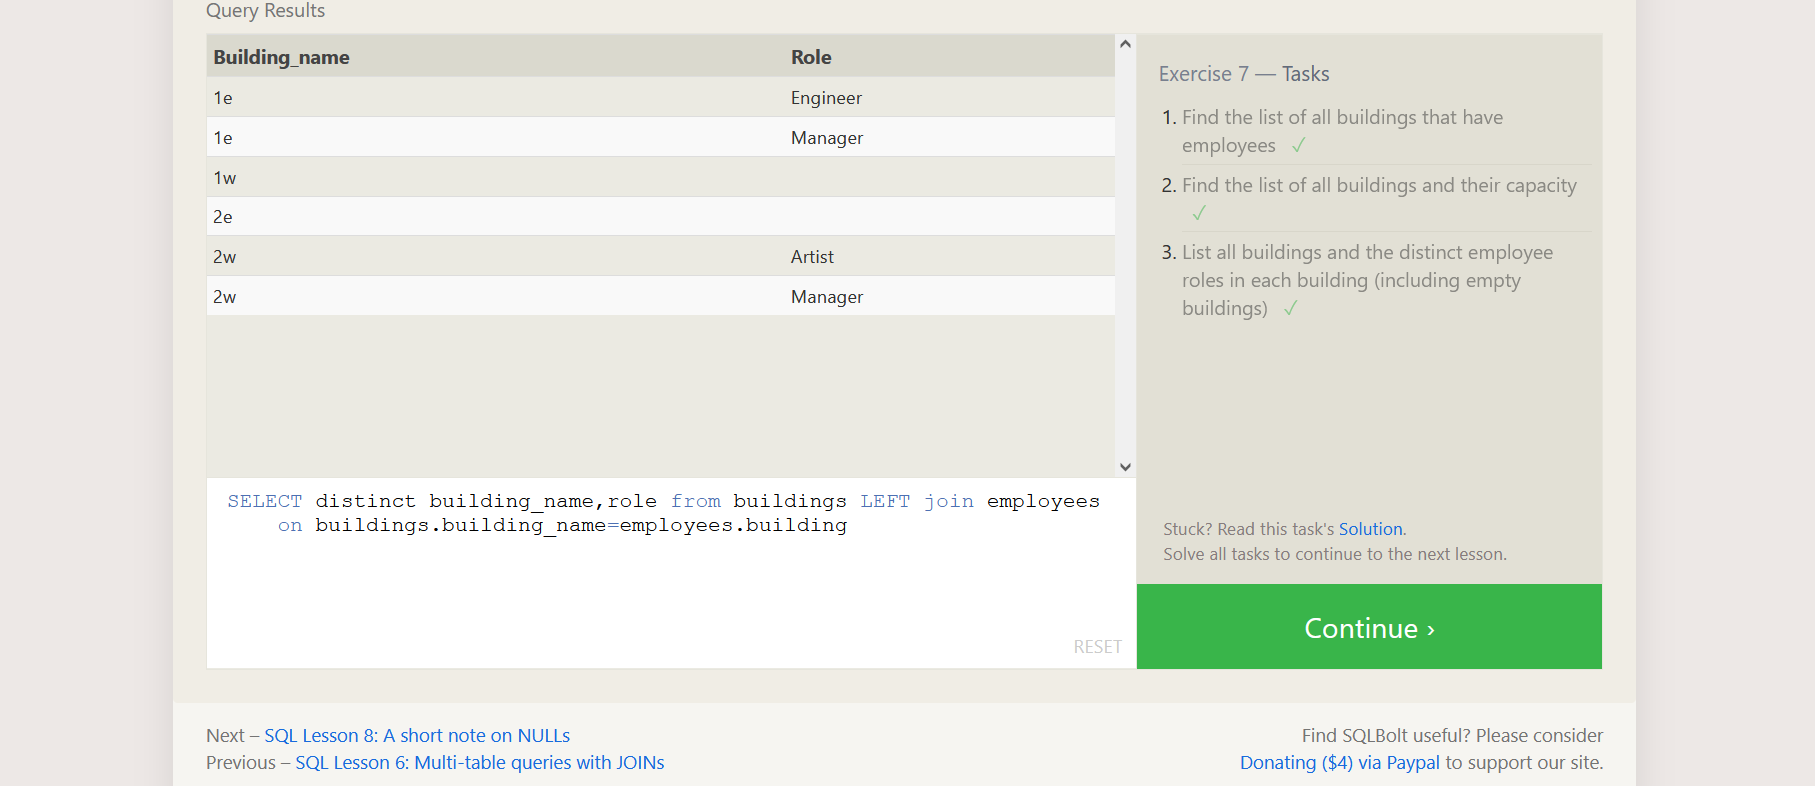 Query Results
Building_name Role
1e Engineer
1e Manager
1w
2e
2w Artist
2w Manager
SELECT distinct building_name,role from buildings LEFT join employees
on buildings.building_name=employees.building
RESET
Exercise 7 — Tasks
1. Find the list of all buildings that have
employees ✓
2. Find the list of all buildings and their capacity
✓
3. List all buildings and the distinct employee
roles in each building (including empty
buildings) ✓
Stuck? Read this task's Solution.
Solve all tasks to continue to the next lesson.
Continue ›
Next – SQL Lesson 8: A short note on NULLs
Previous – SQL Lesson 6: Multi-table queries with JOINs
Find SQLBolt useful? Please consider
Donating ($4) via Paypal to support our site.